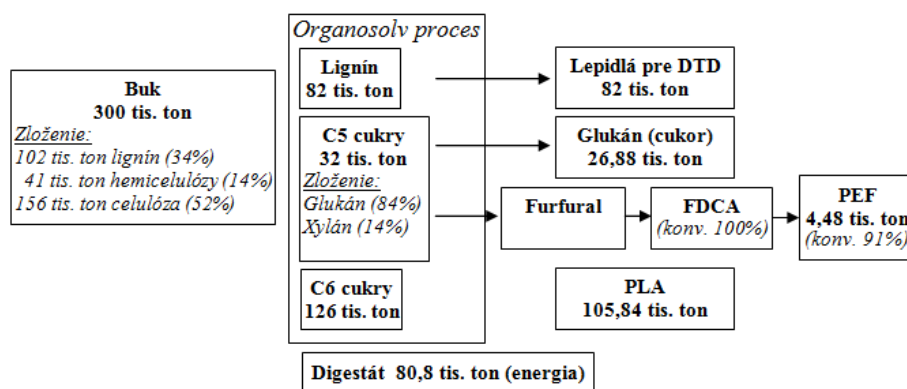 Organosolv proces
Buk
300 tis. ton
Zloženie:
102 tis. ton lignín (34%)
41 tis. ton hemicelulózy (14%)
156 tis. ton celulóza (52%)
Lignín
82 tis. ton
Lepidlá pre DTD
82 tis. ton
C5 cukry
32 tis. ton
Zloženie:
Glukán (84%)
Xylán (14%)
Glukán (cukor)
26,88 tis. ton
Furfural
FDCA
(konv. 100%)
PEF
4,48 tis. ton
(konv. 91%)
C6 cukry
126 tis. ton
PLA
105,84 tis. ton
Digestát 80,8 tis. ton (energia)